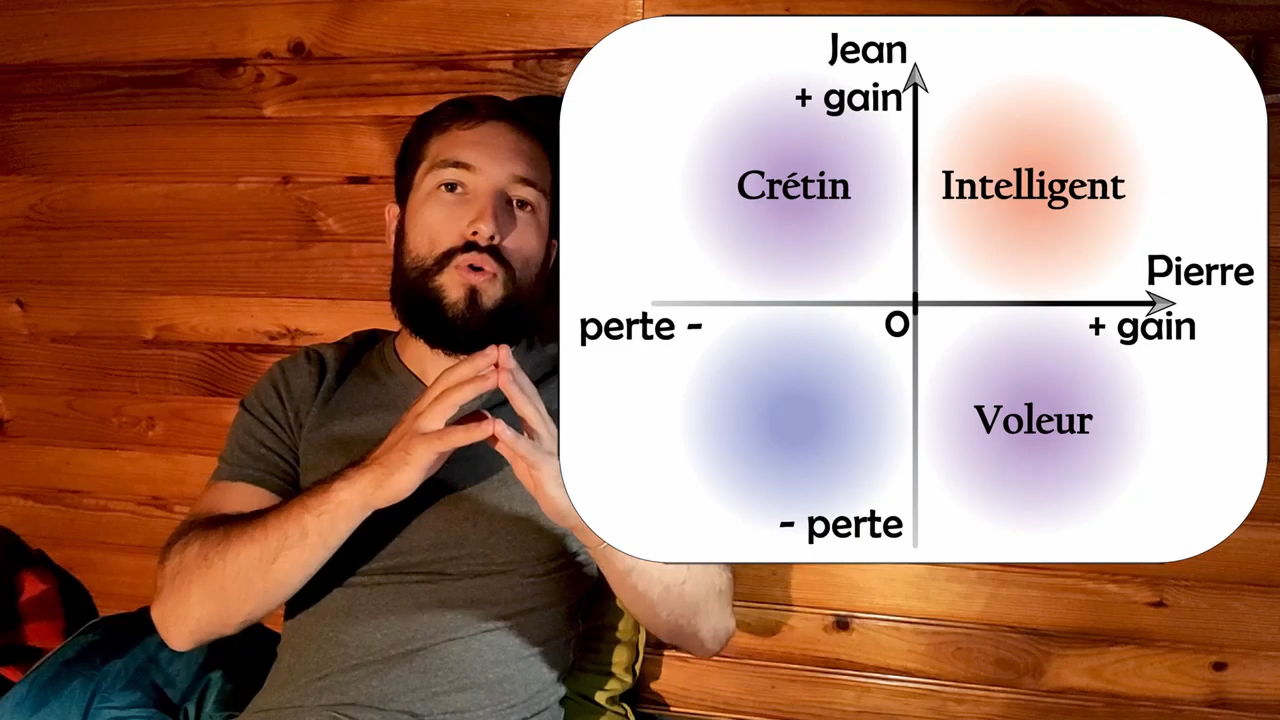 Jean
+ gain
Crétin
Intelligent
Pierre
perte -
0
+ gain
Voleur
- perte